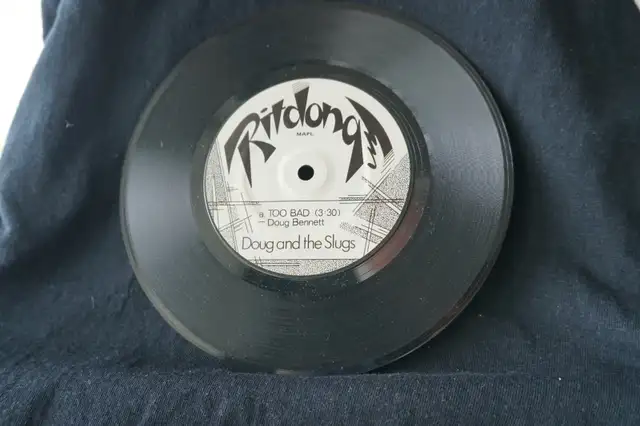 Ritdong
MAPL
a. TOO BAD (3:30)
Doug Bennett
Doug and the Slugs